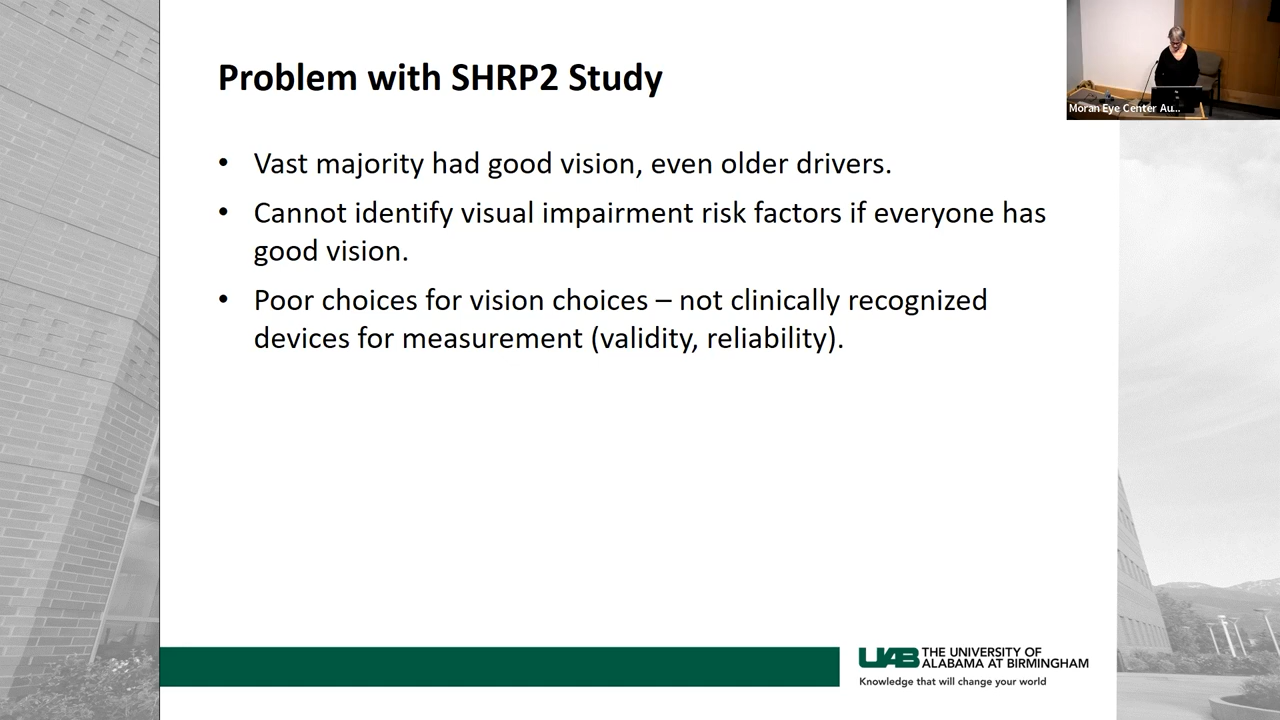 Problem with SHRP2 Study
Moran Eye Center Au...
• Vast majority had good vision, even older drivers.
• Cannot identify visual impairment risk factors if everyone has
good vision.
• Poor choices for vision choices – not clinically recognized
devices for measurement (validity, reliability).
UAB THE UNIVERSITY OF
ALABAMA AT BIRMINGHAM
Knowledge that will change your world